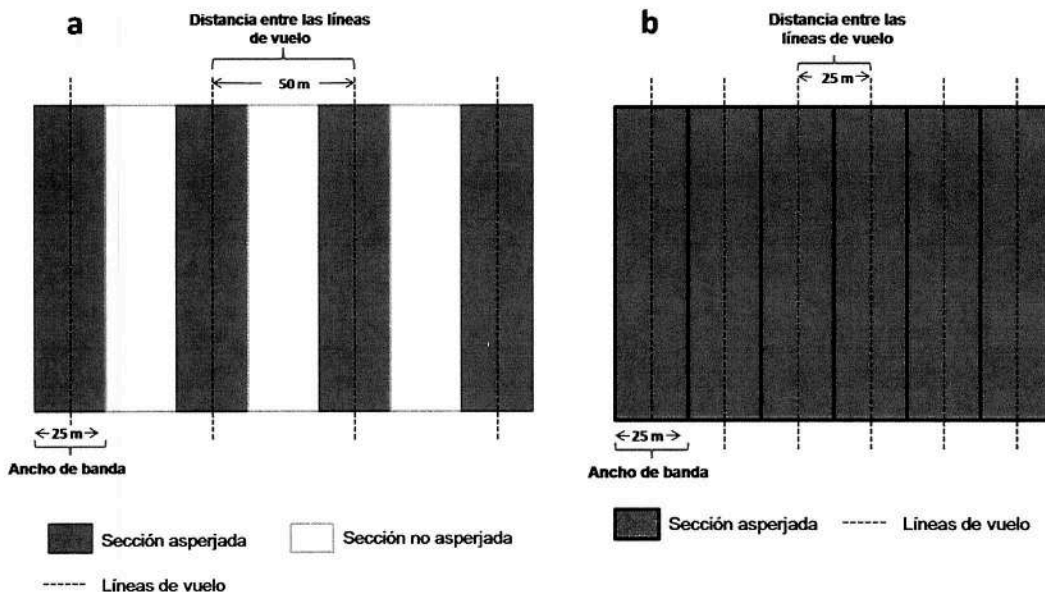 a
Distancia entre las líneas
de vuelo
50 m
25 m
Ancho de banda
Sección asperjada
Sección no asperjada
Líneas de vuelo
b
Distancia entre las
líneas de vuelo
25 m
25 m
Ancho de banda
Sección asperjada
Líneas de vuelo